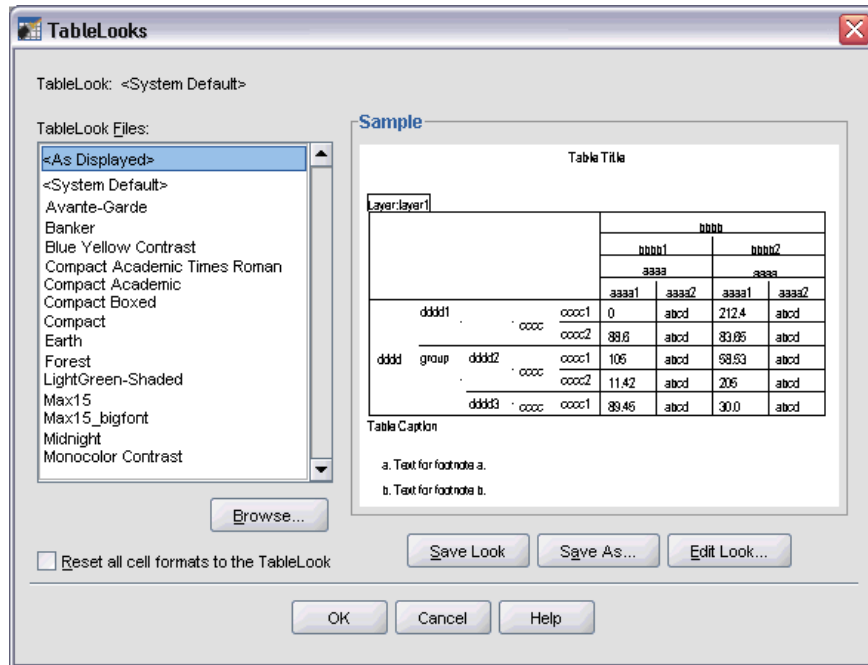 TableLooks
TableLook: <System Default>
TableLook Files:
<As Displayed>
<System Default>
Avante-Garde
Banker
Blue Yellow Contrast
Compact Academic Times Roman
Compact Academic
Compact Boxed
Compact
Earth
Forest
LightGreen-Shaded
Max15
Max15_bigfont
Midnight
Monocolor Contrast
Browse...
Reset all cell formats to the TableLook
Sample
Table Title
Layer:layer1
bbbb
bbbb1 bbbb2
aaaa aaaa
aaaa1 aaaa2 aaaa1 aaaa2
dddd1 cccc cccc1 0 abcd 212.4 abcd
cccc2 88.6 abcd 83.65 abcd
dddd group dddd2 cccc cccc1 105 abcd 58.53 abcd
cccc2 11.42 abcd 205 abcd
dddd3 cccc cccc1 89.45 abcd 30.0 abcd
Table Caption
a. Text for footnote a.
b. Text for footnote b.
Save Look Save As... Edit Look...
OK Cancel Help